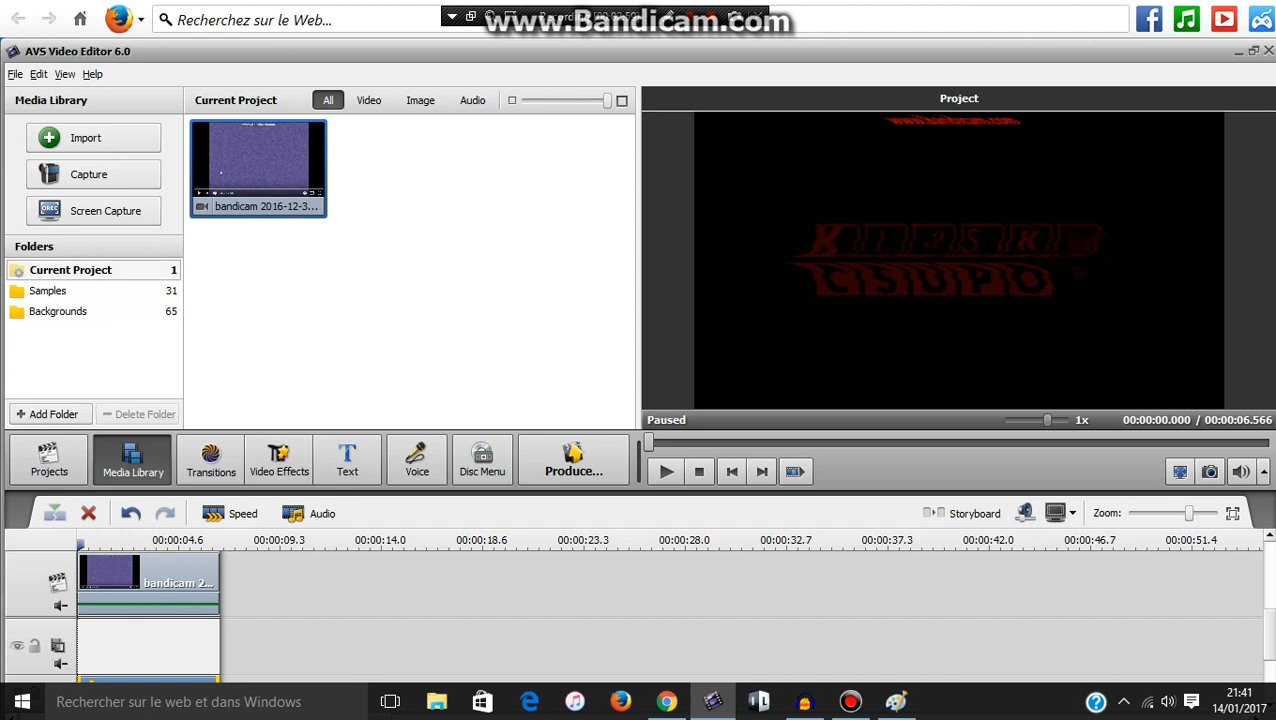 Recherchez sur le Web...
www.Bandicam.com
AVS Video Editor 6.0
File Edit View Help
Media Library
Current Project
All
Video
Image
Audio
Project
Import
Capture
Screen Capture
Folders
Current Project 1
Samples 31
Backgrounds 65
bandicam 2016-12-3...
KLASKY
CSUPO
Add Folder
Delete Folder
Paused
1x
00:00:00.000 / 00:00:06.566
Projects
Media Library
Transitions
Video Effects
Text
Voice
Disc Menu
Produce...
Speed
Audio
Storyboard
Zoom:
00:00:04.6 00:00:09.3 00:00:14.0 00:00:18.6 00:00:23.3 00:00:28.0 00:00:32.7 00:00:37.3 00:00:42.0 00:00:46.7 00:00:51.4
bandicam 2...
Rechercher sur le web et dans Windows
21:41
14/01/2017